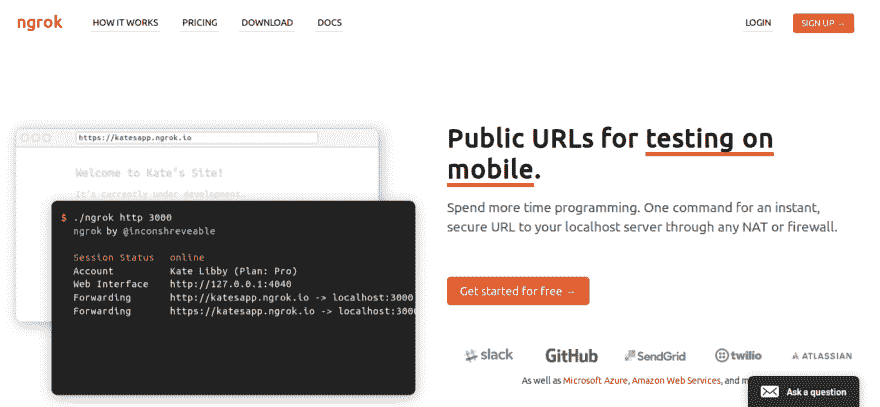 ngrok
HOW IT WORKS
PRICING
DOWNLOAD
DOCS
LOGIN
SIGN UP →
https://katesapp.ngrok.io
Welcome to Kate's Site!
It's currently under development.
$ ./ngrok http 3000
ngrok by @inconshreveable
Session Status online
Account Kate Libby (Plan: Pro)
Web Interface http://127.0.0.1:4040
Forwarding http://katesapp.ngrok.io -> localhost:3000
Forwarding https://katesapp.ngrok.io -> localhost:300
Public URLs for testing on
mobile.
Spend more time programming. One command for an instant,
secure URL to your localhost server through any NAT or firewall.
Get started for free →
slack
GitHub
SendGrid
twilio
ATLASSIAN
As well as Microsoft Azure, Amazon Web Services, and m
Ask a question